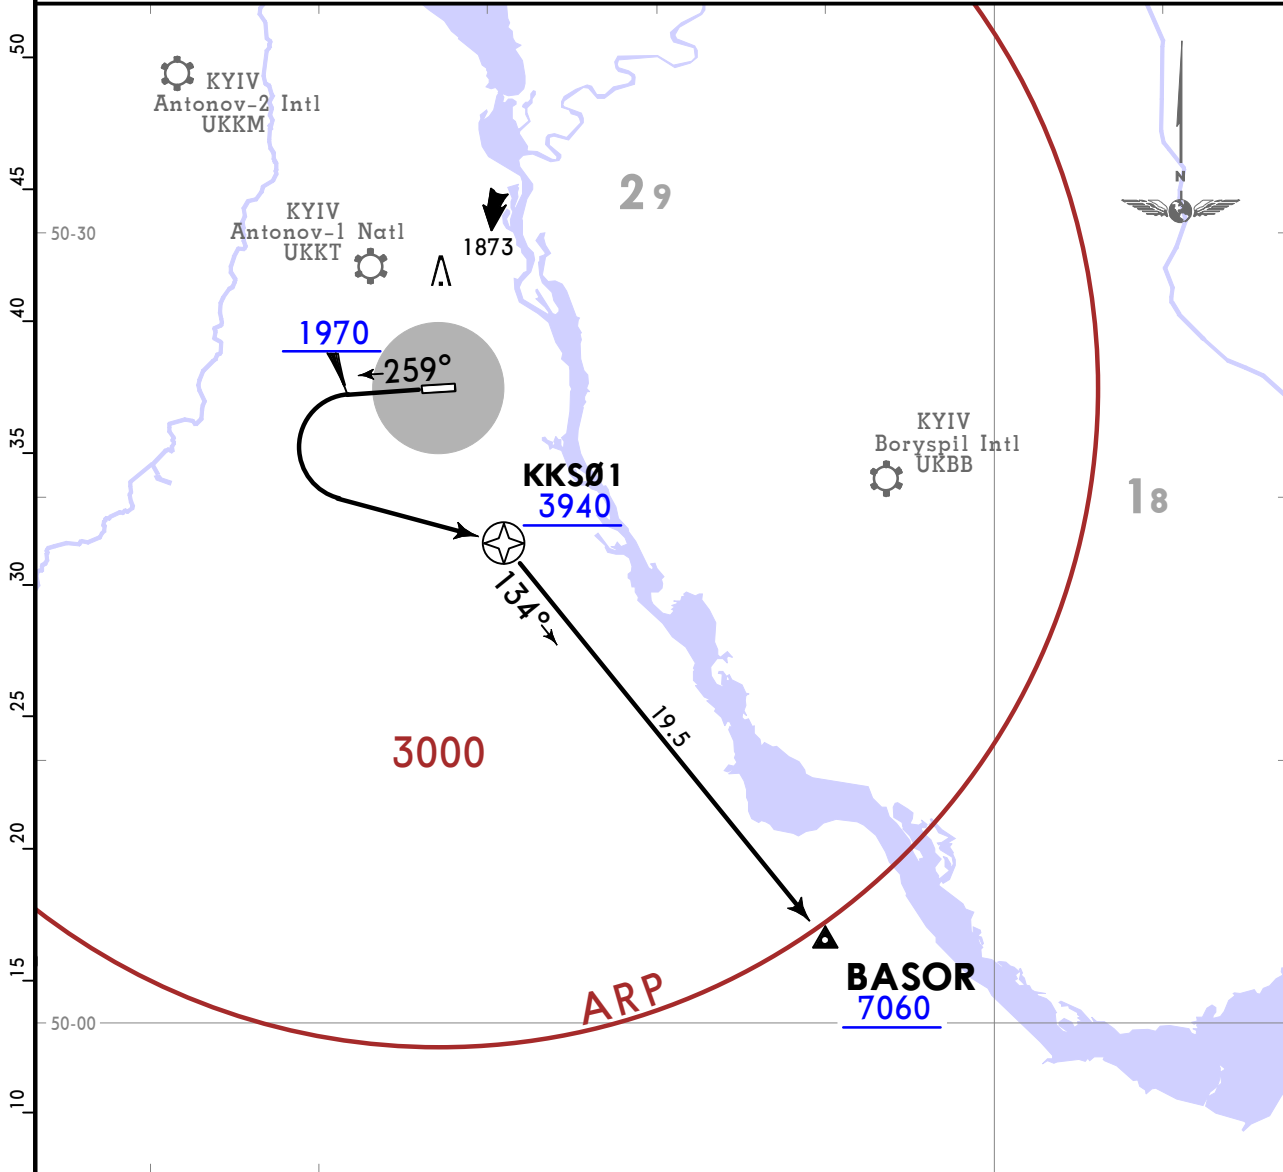 50
KYIV
Antonov-2 Intl
UKKM
45
29
N
KYIV
Antonov-1 Natl
UKKT
50-30
1873
40
1970
259°
35
KYIV
Boryspil Intl
UKBB
KKSØ1
3940
18
30
134°
25
19.5
3000
20
15
BASOR
7060
ARP
50-00
10